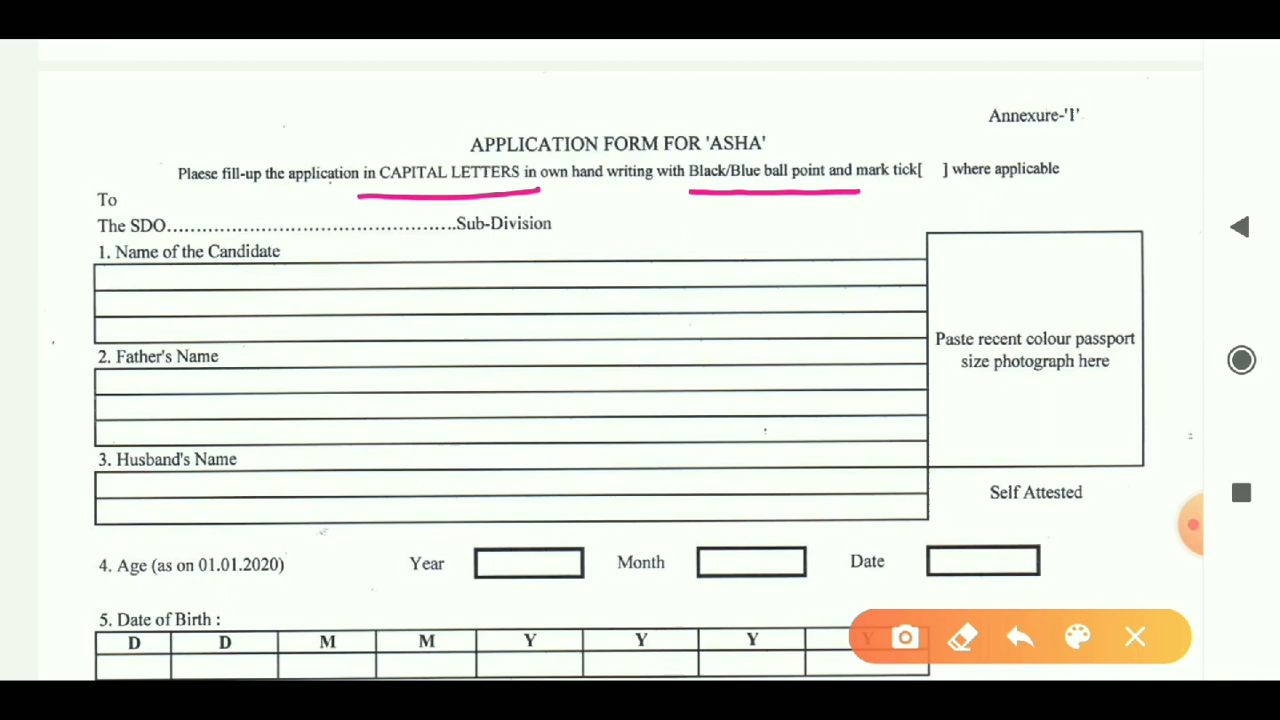 Annexure-'1'
APPLICATION FORM FOR 'ASHA'
Plaese fill-up the application in CAPITAL LETTERS in own hand writing with Black/Blue ball point and mark tick[ ] where applicable
To
The SDO................................................Sub-Division
1. Name of the Candidate
Paste recent colour passport
size photograph here
2. Father's Name
3. Husband's Name
Self Attested
4. Age (as on 01.01.2020) Year Month Date
5. Date of Birth :
D D M M Y Y Y Y